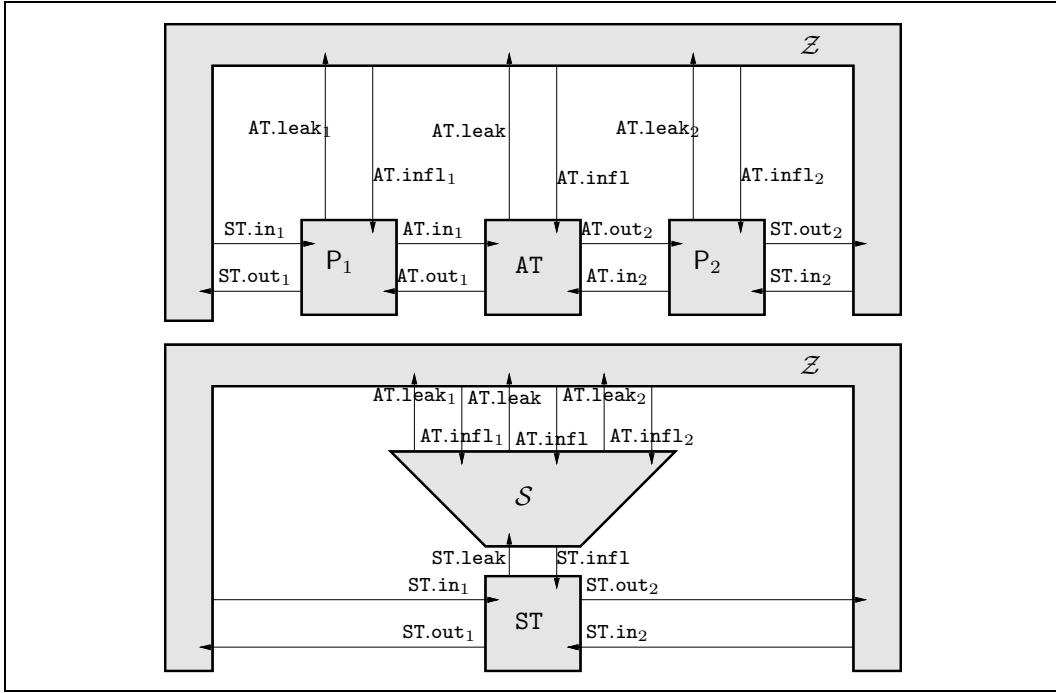 𝒵
AT.leak₁ AT.leak AT.leak₂
AT.infl₁ AT.infl AT.infl₂
ST.in₁ AT.in₁ AT.out₂ ST.out₂
P₁ AT P₂
ST.out₁ AT.out₁ AT.in₂ ST.in₂
𝒵
AT.leak₁ AT.leak AT.leak₂
AT.infl₁ AT.infl AT.infl₂
𝒮
ST.leak ST.infl
ST.in₁ ST.out₂
ST
ST.out₁ ST.in₂